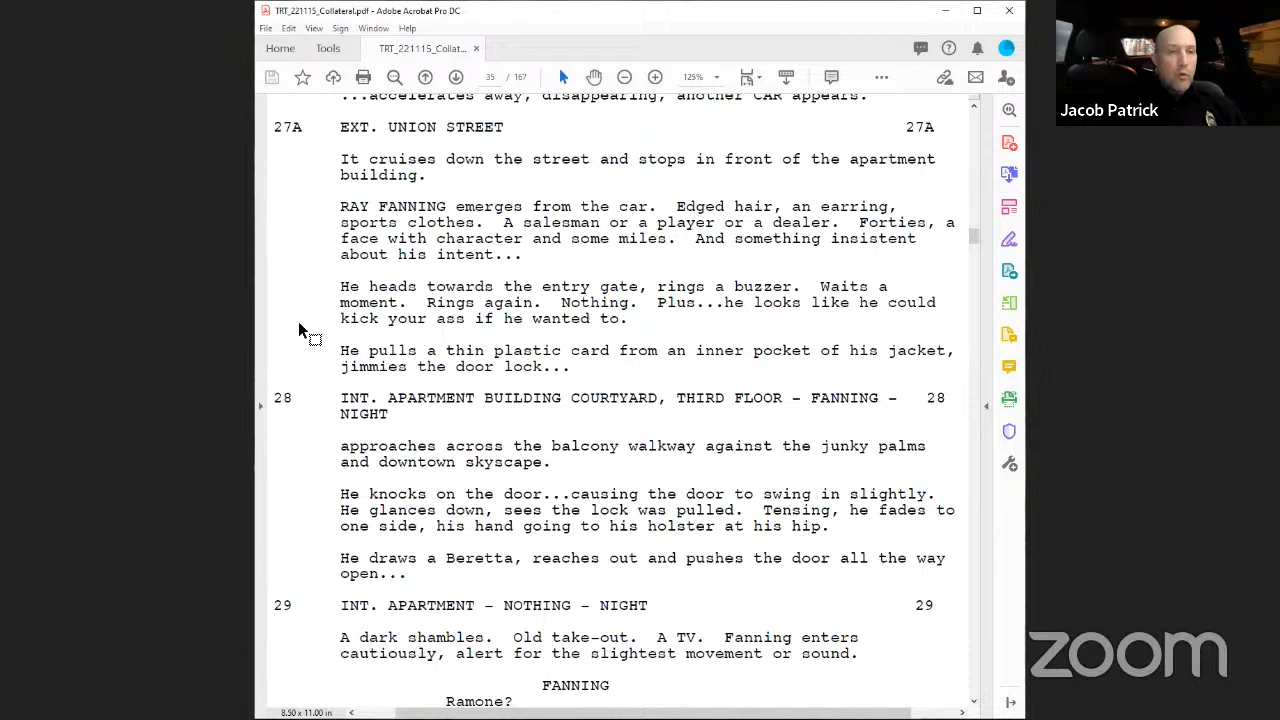 TRT_221115_Collateral.pdf - Adobe Acrobat Pro DC
File Edit View Sign Window Help
Home Tools TRT_221115_Collat... ×
35 / 167 125%
...accelerates away, disappearing, another CAR appears.
27A EXT. UNION STREET 27A
It cruises down the street and stops in front of the apartment
building.
RAY FANNING emerges from the car. Edged hair, an earring,
sports clothes. A salesman or a player or a dealer. Forties, a
face with character and some miles. And something insistent
about his intent...
He heads towards the entry gate, rings a buzzer. Waits a
moment. Rings again. Nothing. Plus...he looks like he could
kick your ass if he wanted to.
He pulls a thin plastic card from an inner pocket of his jacket,
jimmies the door lock...
28 INT. APARTMENT BUILDING COURTYARD, THIRD FLOOR - FANNING - 28
NIGHT
approaches across the balcony walkway against the junky palms
and downtown skyscape.
He knocks on the door...causing the door to swing in slightly.
He glances down, sees the lock was pulled. Tensing, he fades to
one side, his hand going to his holster at his hip.
He draws a Beretta, reaches out and pushes the door all the way
open...
29 INT. APARTMENT - NOTHING - NIGHT 29
A dark shambles. Old take-out. A TV. Fanning enters
cautiously, alert for the slightest movement or sound.
FANNING
Ramone?
8.50 x 11.00 in
Jacob Patrick
zoom